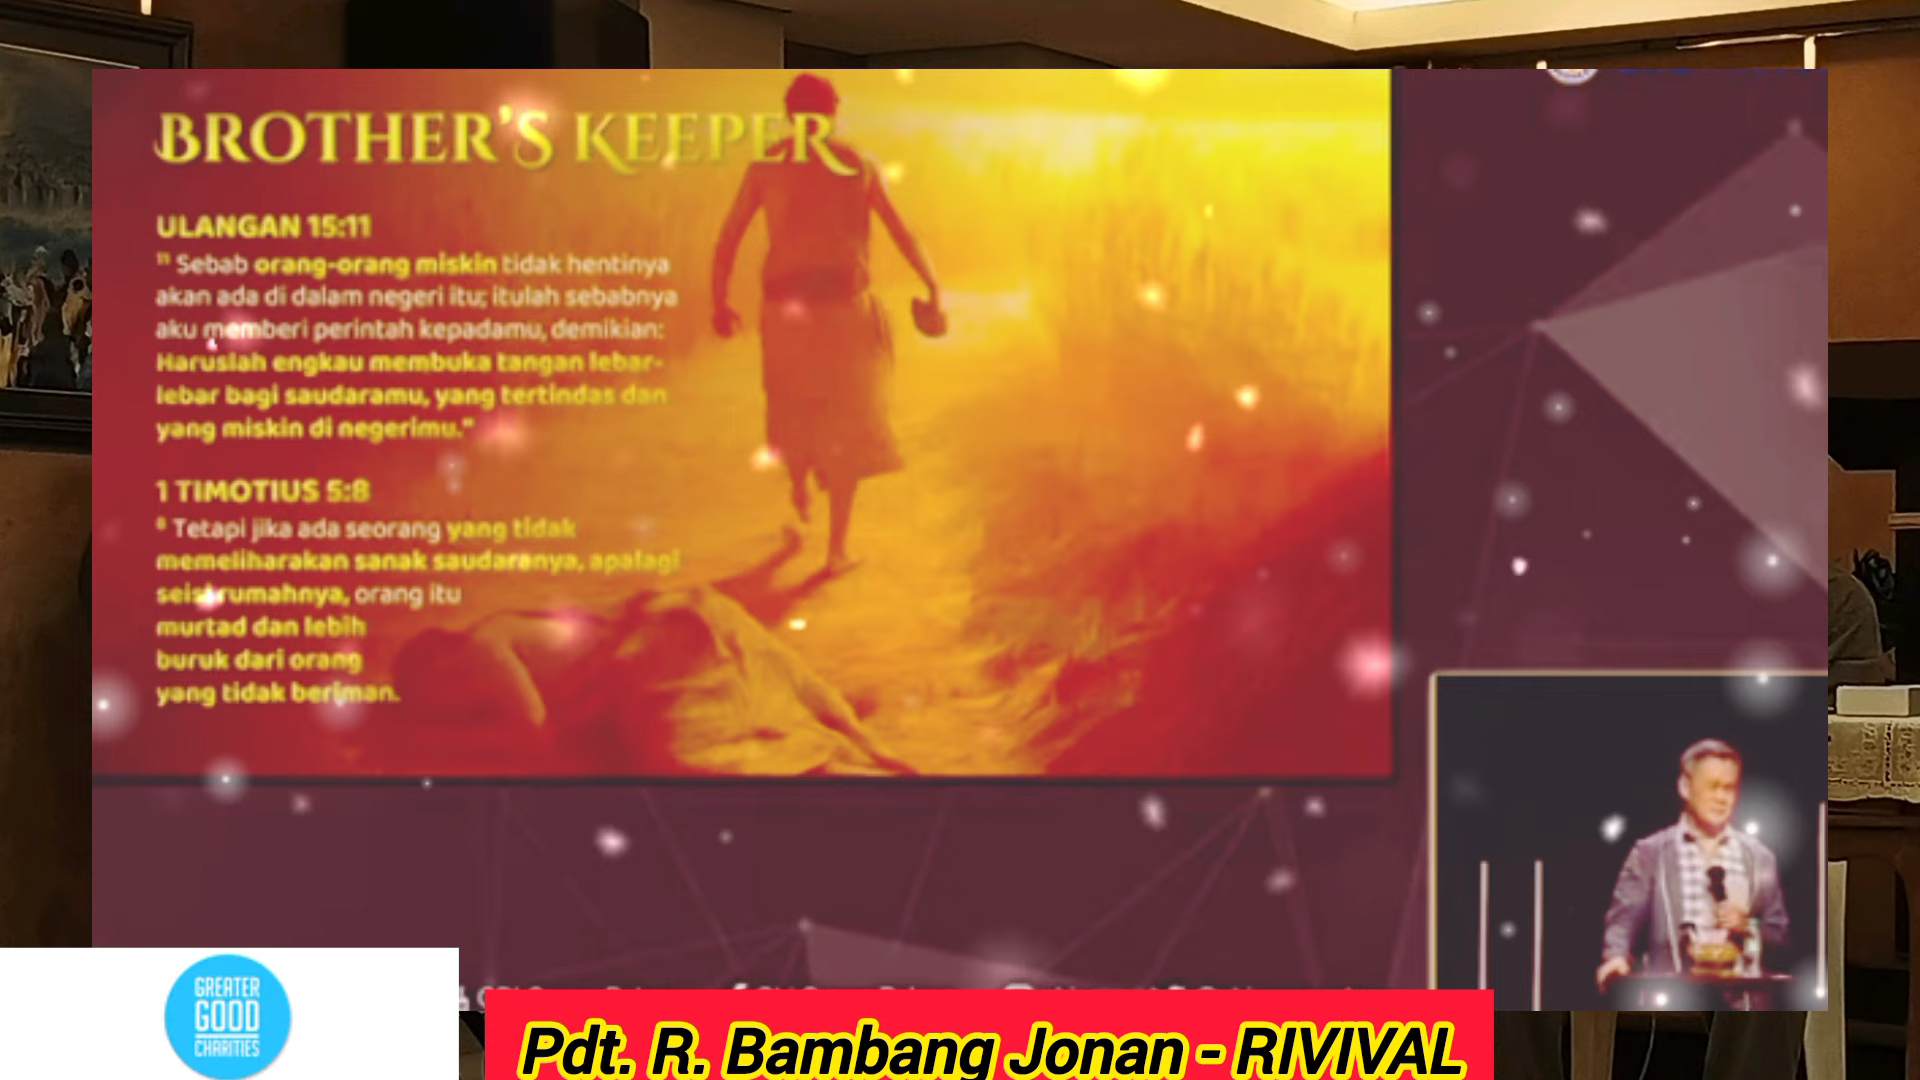 BROTHER'S KEEPER
ULANGAN 15:11
11 Sebab orang-orang miskin tidak hentinya
akan ada di dalam negeri itu; itulah sebabnya
aku memberi perintah kepadamu, demikian:
Haruslah engkau membuka tangan lebar-
lebar bagi saudaramu, yang tertindas dan
yang miskin di negerimu."
1 TIMOTIUS 5:8
8 Tetapi jika ada seorang yang tidak
memeliharakan sanak saudaranya, apalagi
seisi rumahnya, orang itu
murtad dan lebih
buruk dari orang
yang tidak beriman.
GREATER
GOOD
CHARITIES
Pdt. R. Bambang Jonan - RIVIVAL